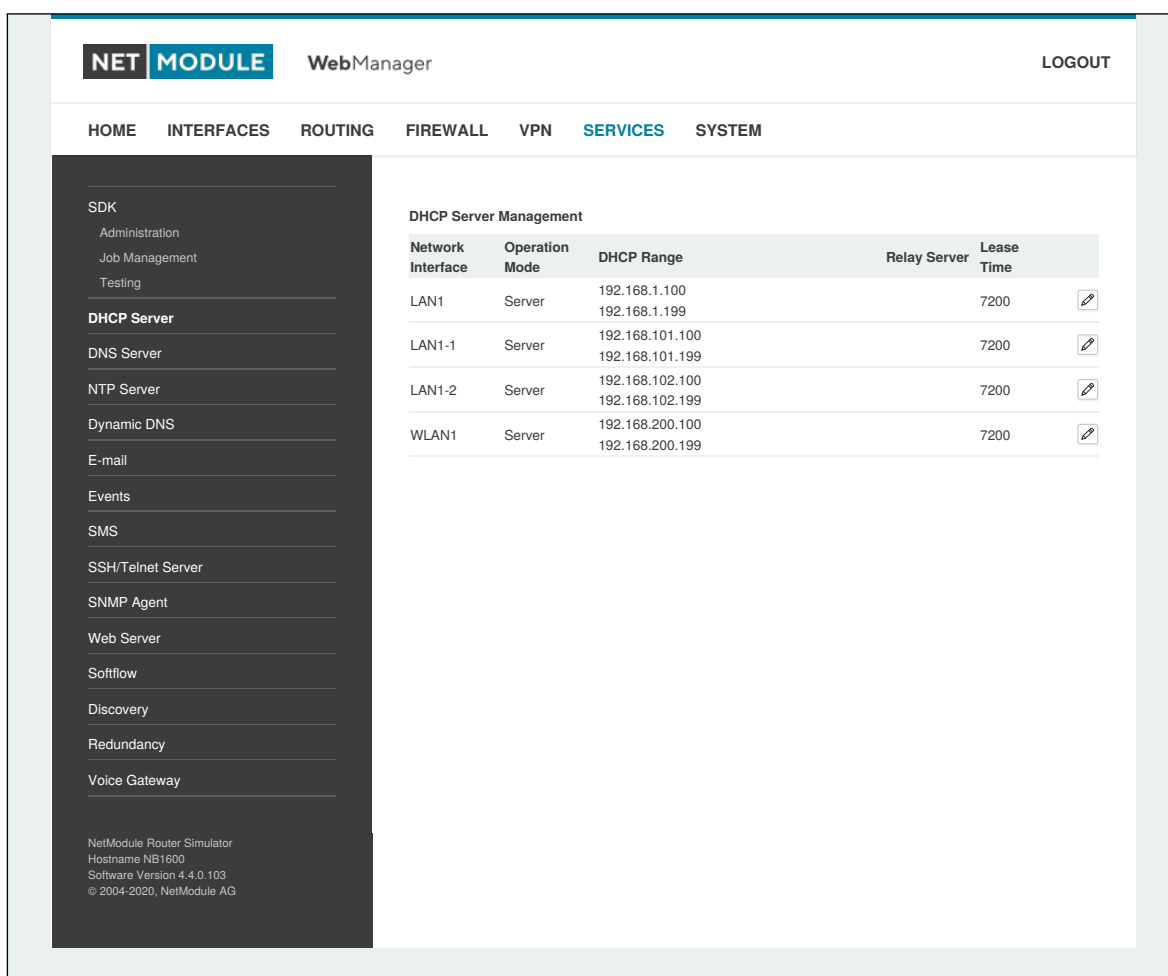 NET MODULE WebManager LOGOUT
HOME INTERFACES ROUTING FIREWALL VPN SERVICES SYSTEM
SDK
Administration
Job Management
Testing
DHCP Server
DNS Server
NTP Server
Dynamic DNS
E-mail
Events
SMS
SSH/Telnet Server
SNMP Agent
Web Server
Softflow
Discovery
Redundancy
Voice Gateway
NetModule Router Simulator
Hostname NB1600
Software Version 4.4.0.103
© 2004-2020, NetModule AG
DHCP Server Management
Network Interface Operation Mode DHCP Range Relay Server Lease Time
LAN1 Server 192.168.1.100 7200
192.168.1.199
LAN1-1 Server 192.168.101.100 7200
192.168.101.199
LAN1-2 Server 192.168.102.100 7200
192.168.102.199
WLAN1 Server 192.168.200.100 7200
192.168.200.199